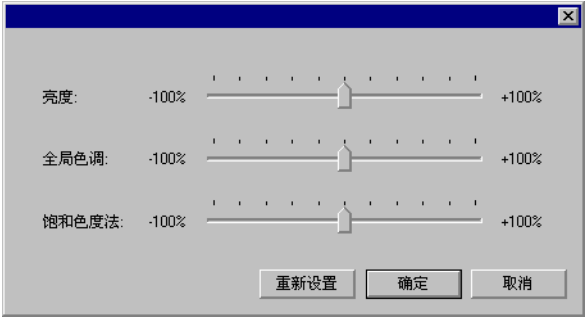 亮度: -100% +100%
全局色调: -100% +100%
饱和色度法: -100% +100%
重新设置 确定 取消